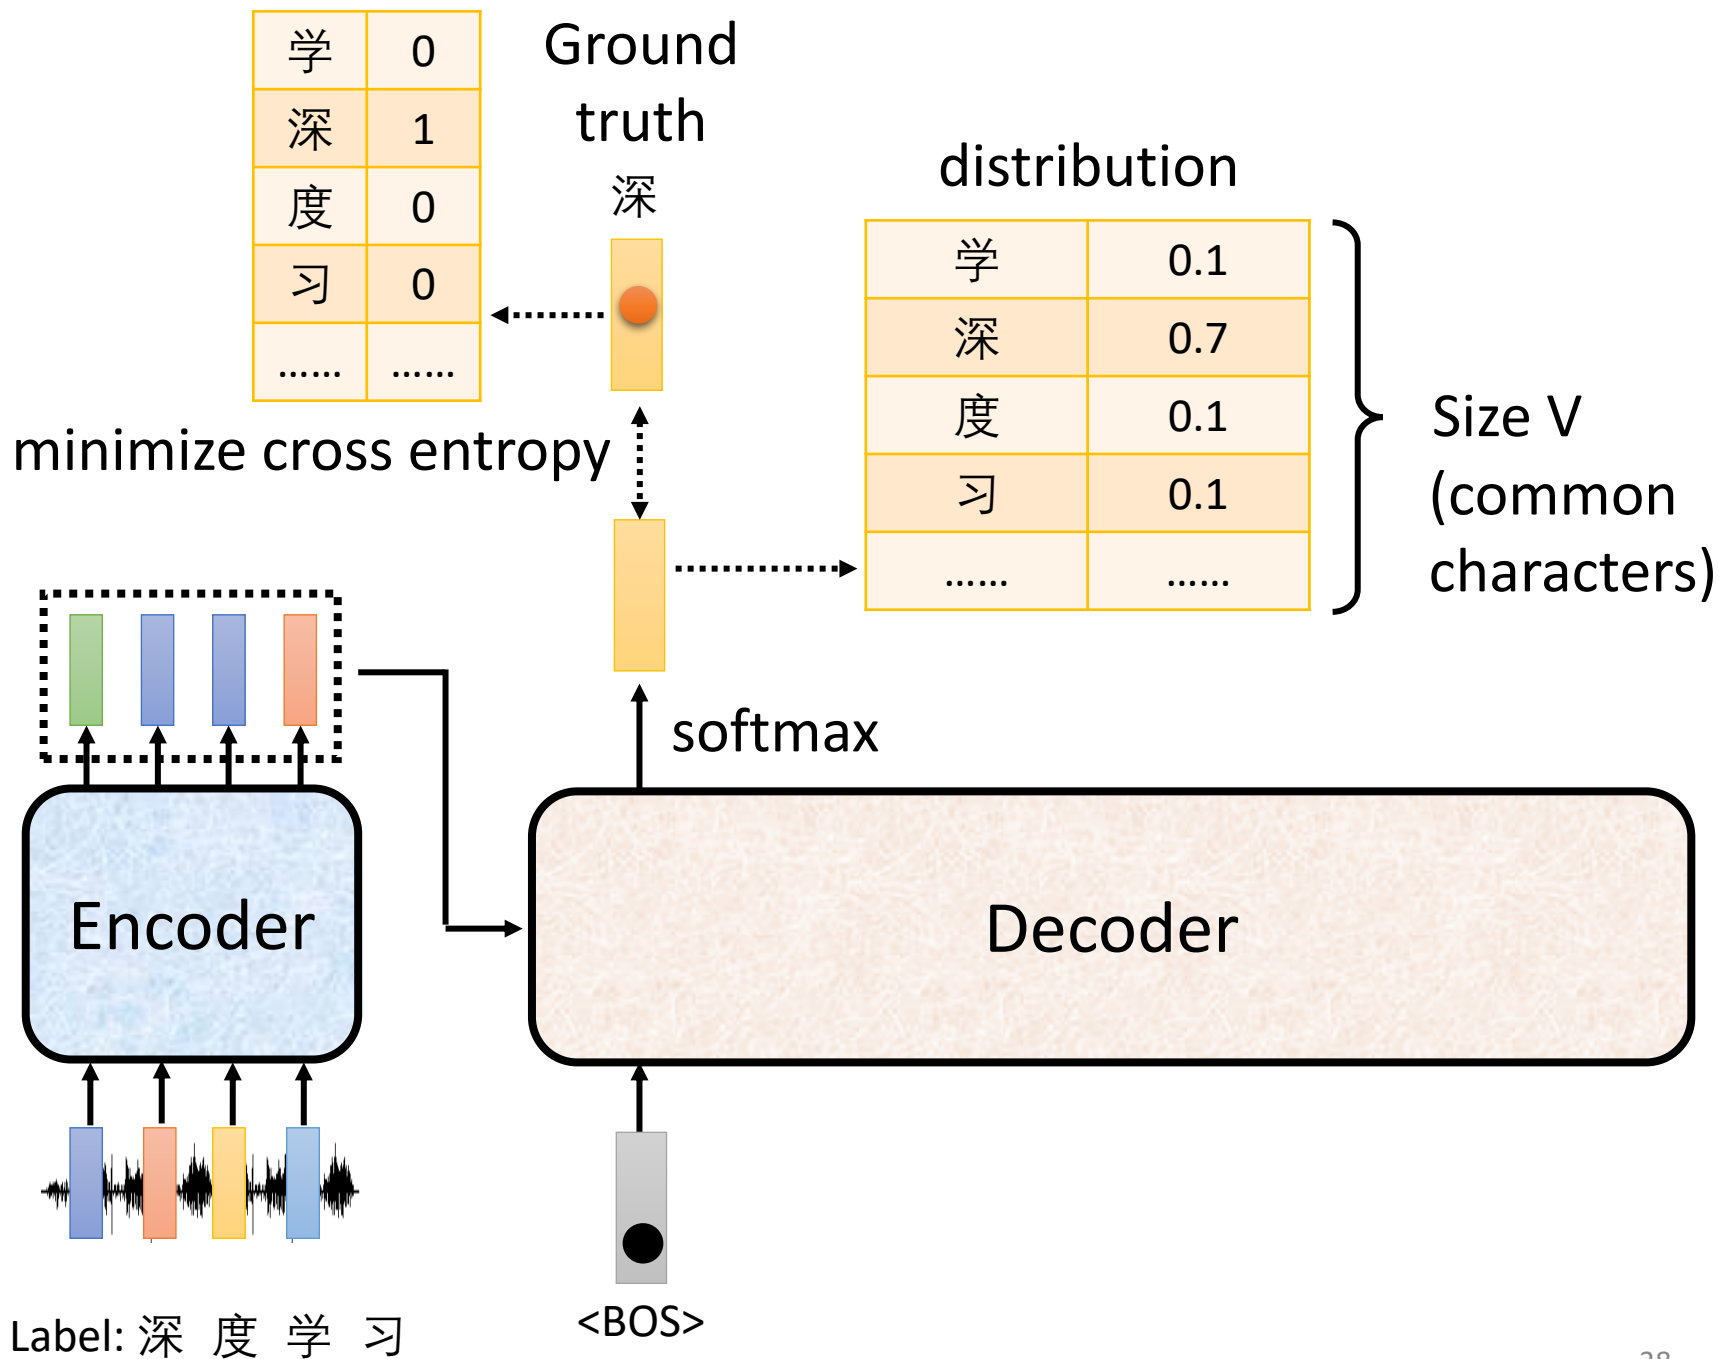 学 0
深 1
度 0
习 0
...... ......
Ground
truth
深
distribution
学 0.1
深 0.7
度 0.1
习 0.1
...... ......
Size V
(common
characters)
minimize cross entropy
softmax
Encoder
Decoder
<BOS>
Label: 深 度 学 习